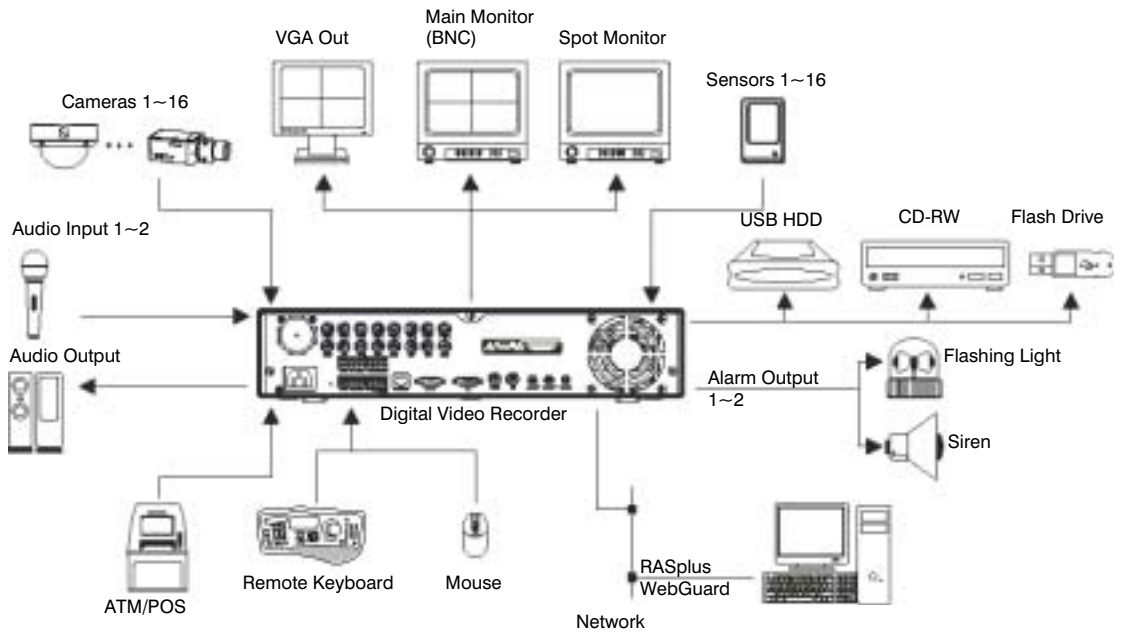 Main Monitor
(BNC)
VGA Out
Spot Monitor
Sensors 1~16
Cameras 1~16
USB HDD
CD-RW
Flash Drive
Audio Input 1~2
Audio Output
Flashing Light
Alarm Output
1~2
Digital Video Recorder
Siren
RASplus
WebGuard
Remote Keyboard
Mouse
ATM/POS
Network